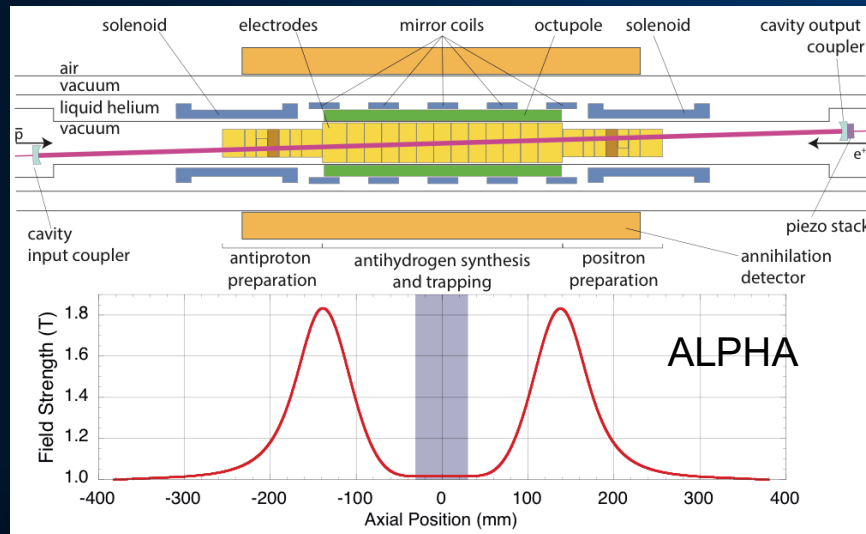 solenoid
electrodes
mirror coils
octupole
solenoid
cavity output
coupler
air
vacuum
liquid helium
vacuum
p̅
e⁺
cavity
input coupler
piezo stack
annihilation
detector
antiproton
preparation
antihydrogen synthesis
and trapping
positron
preparation
ALPHA
Field Strength (T)
1.8
1.6
1.4
1.2
1.0
-400
-300
-200
-100
0
100
200
300
400
Axial Position (mm)